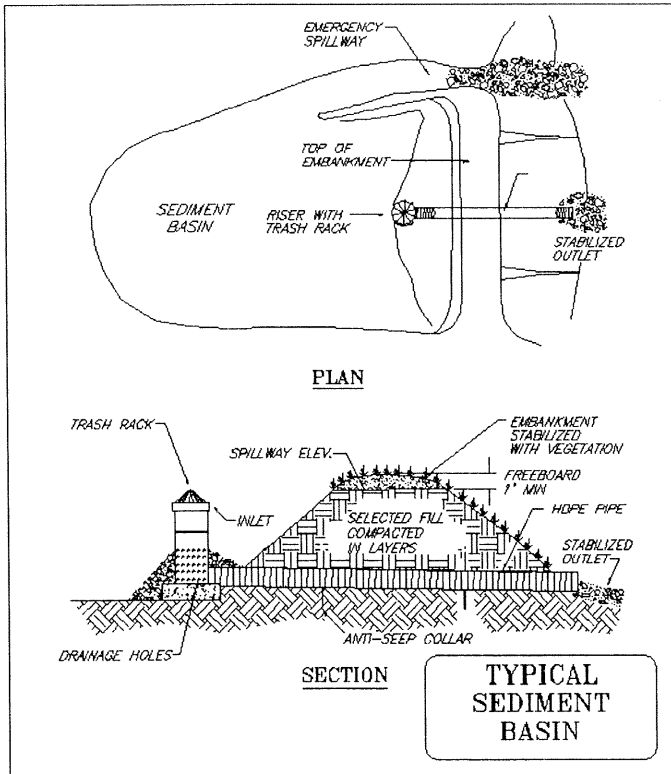 EMERGENCY
SPILLWAY
TOP OF
EMBANKMENT
SEDIMENT
BASIN
RISER WITH
TRASH RACK
STABILIZED
OUTLET
PLAN
TRASH RACK
SPILLWAY ELEV.
EMBANKMENT
STABILIZED
WITH VEGETATION
FREEBOARD
1' MIN
INLET
SELECTED FILL
COMPACTED
IN LAYERS
HDPE PIPE
STABILIZED
OUTLET
ANTI-SEEP COLLAR
DRAINAGE HOLES
SECTION
TYPICAL
SEDIMENT
BASIN